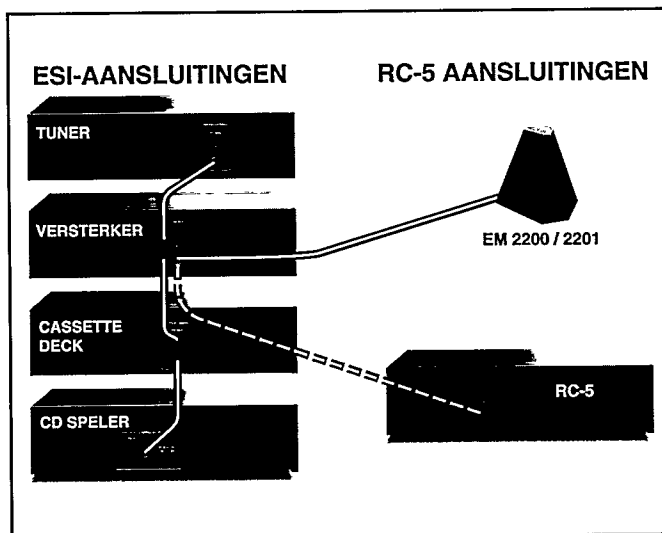 ESI-AANSLUITINGEN
TUNER
VERSTERKER
CASSETTE
DECK
CD SPELER
RC-5 AANSLUITINGEN
EM 2200 / 2201
RC-5